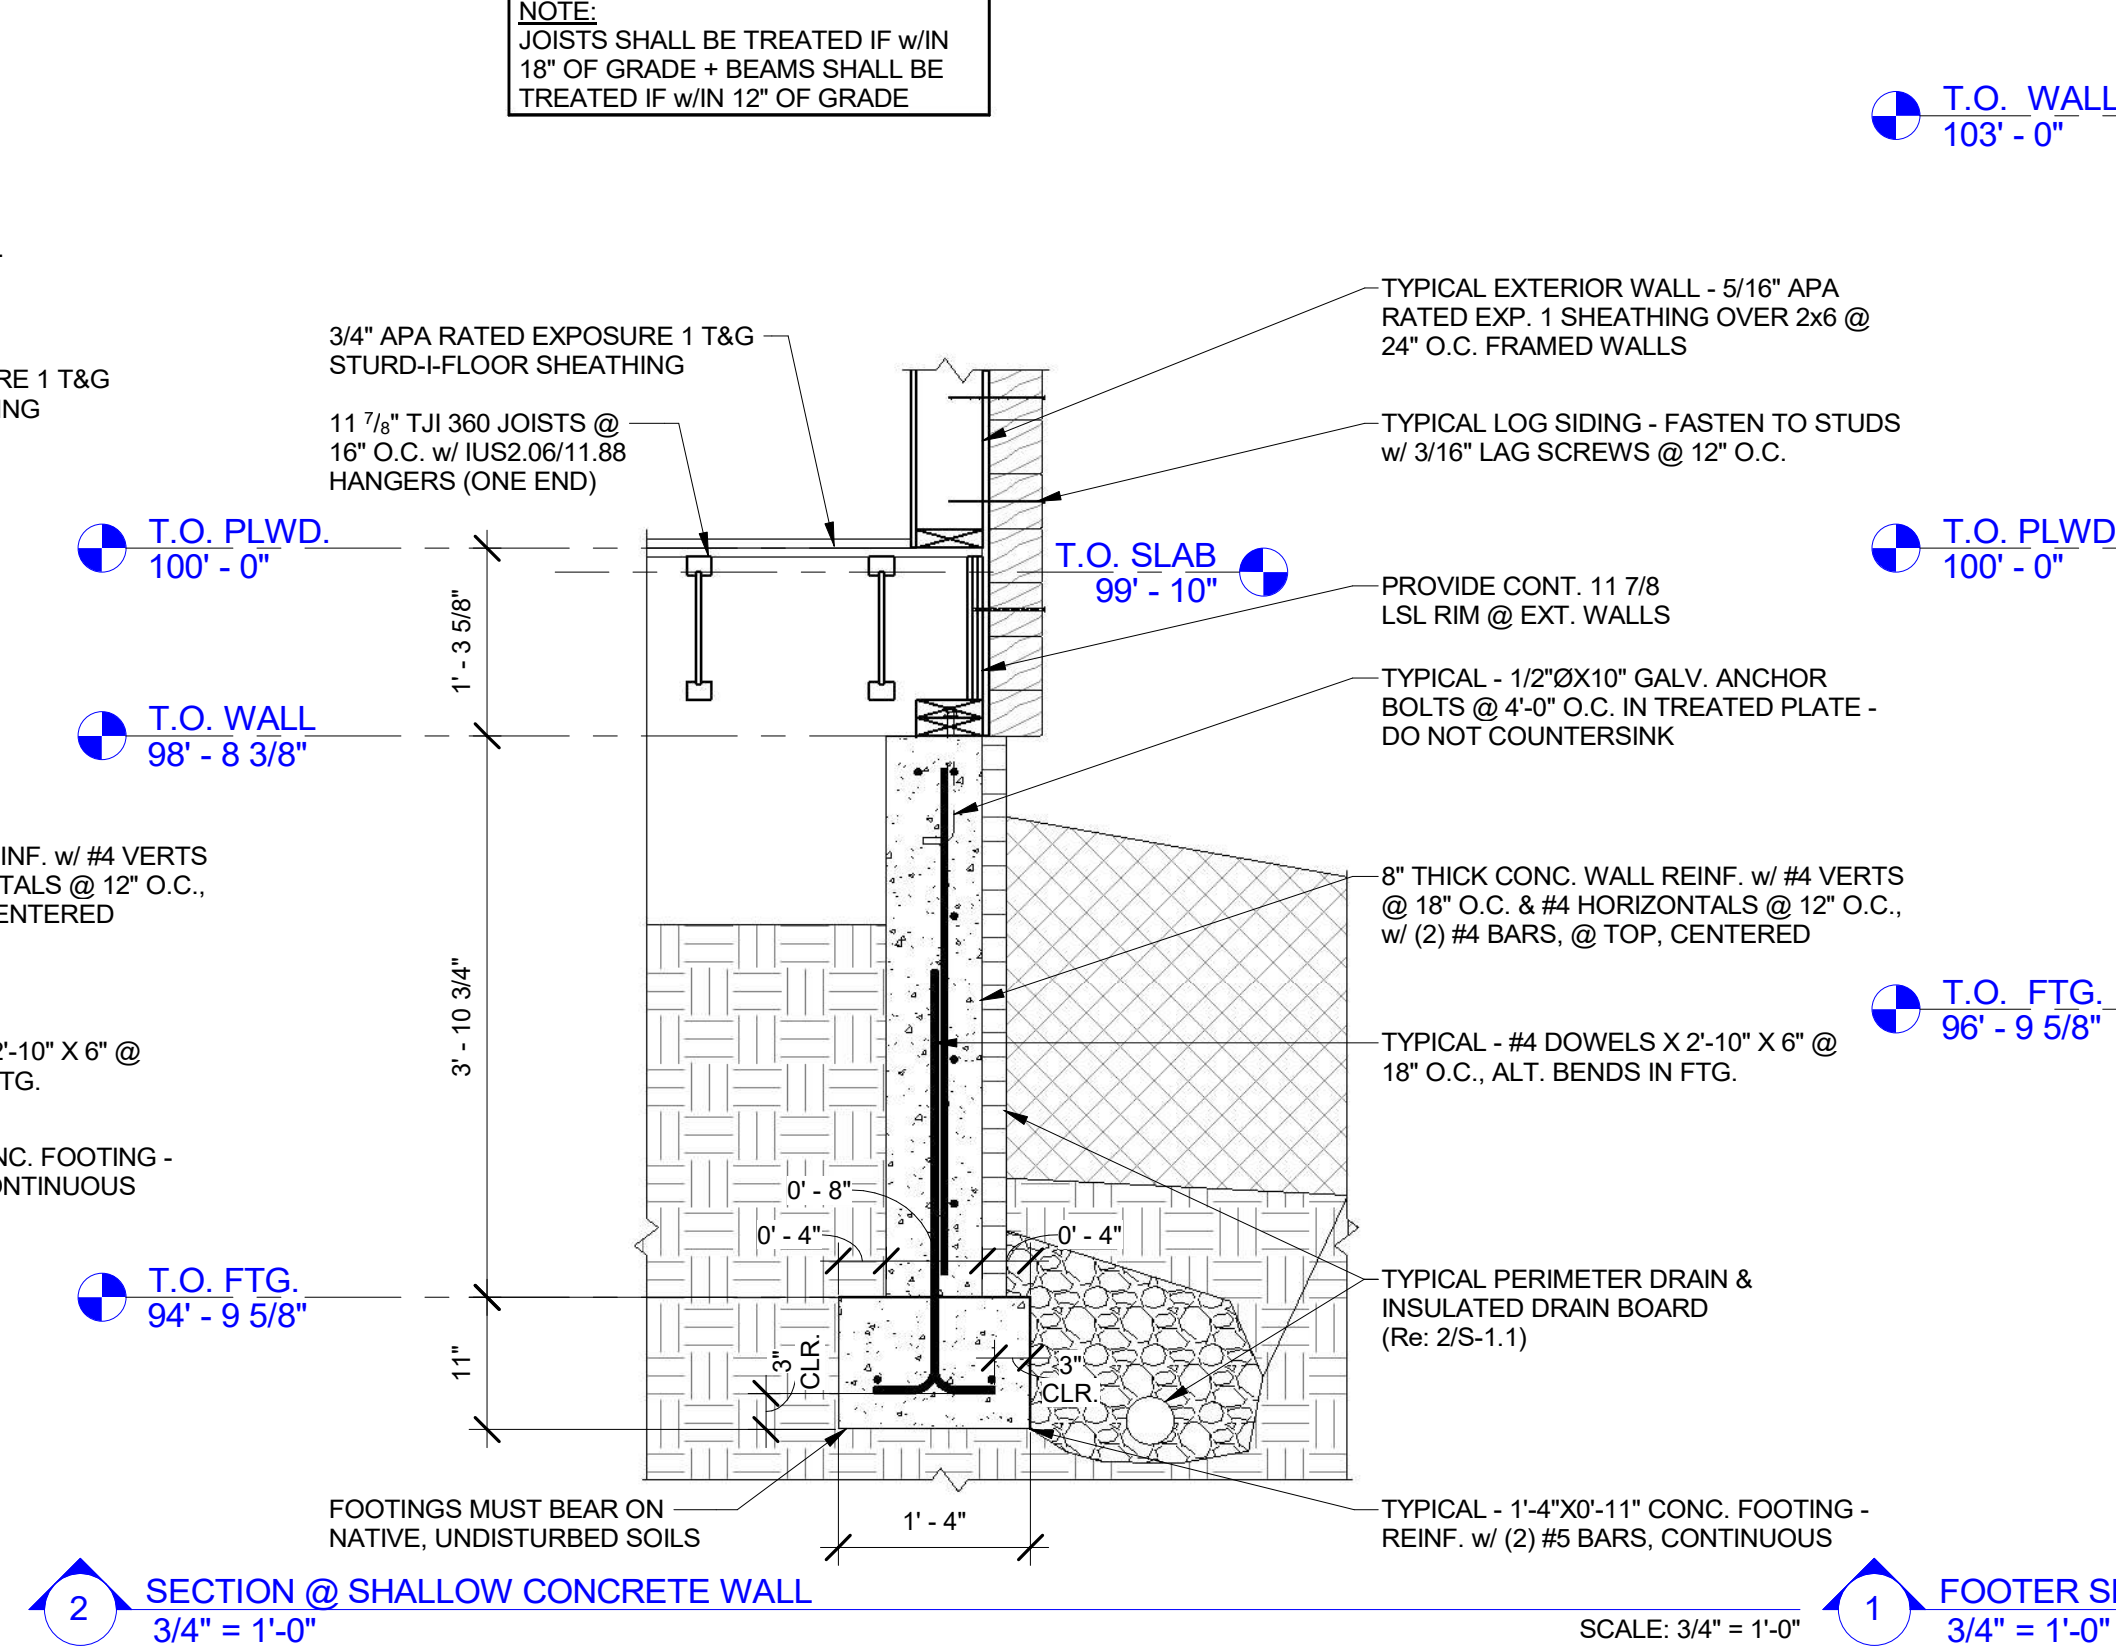 NOTE:
JOISTS SHALL BE TREATED IF w/IN
18" OF GRADE + BEAMS SHALL BE
TREATED IF w/IN 12" OF GRADE
T.O. WALL
103' - 0"
TYPICAL EXTERIOR WALL - 5/16" APA
RATED EXP. 1 SHEATHING OVER 2x6 @
24" O.C. FRAMED WALLS
3/4" APA RATED EXPOSURE 1 T&G
STURD-I-FLOOR SHEATHING
RE 1 T&G
ING
11 7/8" TJI 360 JOISTS @
16" O.C. w/ IUS2.06/11.88
HANGERS (ONE END)
TYPICAL LOG SIDING - FASTEN TO STUDS
w/ 3/16" LAG SCREWS @ 12" O.C.
T.O. PLWD.
100' - 0"
T.O. SLAB
99' - 10"
T.O. PLWD
100' - 0"
PROVIDE CONT. 11 7/8
LSL RIM @ EXT. WALLS
1' - 3 5/8"
T.O. WALL
98' - 8 3/8"
TYPICAL - 1/2"ØX10" GALV. ANCHOR
BOLTS @ 4'-0" O.C. IN TREATED PLATE -
DO NOT COUNTERSINK
INF. w/ #4 VERTS
TALS @ 12" O.C.,
ENTERED
8" THICK CONC. WALL REINF. w/ #4 VERTS
@ 18" O.C. & #4 HORIZONTALS @ 12" O.C.,
w/ (2) #4 BARS, @ TOP, CENTERED
3' - 10 3/4"
T.O. FTG.
96' - 9 5/8"
2'-10" X 6" @
TG.
TYPICAL - #4 DOWELS X 2'-10" X 6" @
18" O.C., ALT. BENDS IN FTG.
NC. FOOTING -
ONTINUOUS
0' - 8"
0' - 4"
0' - 4"
T.O. FTG.
94' - 9 5/8"
TYPICAL PERIMETER DRAIN &
INSULATED DRAIN BOARD
(Re: 2/S-1.1)
11"
3"
CLR.
3"
CLR.
FOOTINGS MUST BEAR ON
NATIVE, UNDISTURBED SOILS
1' - 4"
TYPICAL - 1'-4"X0'-11" CONC. FOOTING -
REINF. w/ (2) #5 BARS, CONTINUOUS
2
SECTION @ SHALLOW CONCRETE WALL
3/4" = 1'-0"
SCALE: 3/4" = 1'-0"
1
FOOTER S
3/4" = 1'-0"